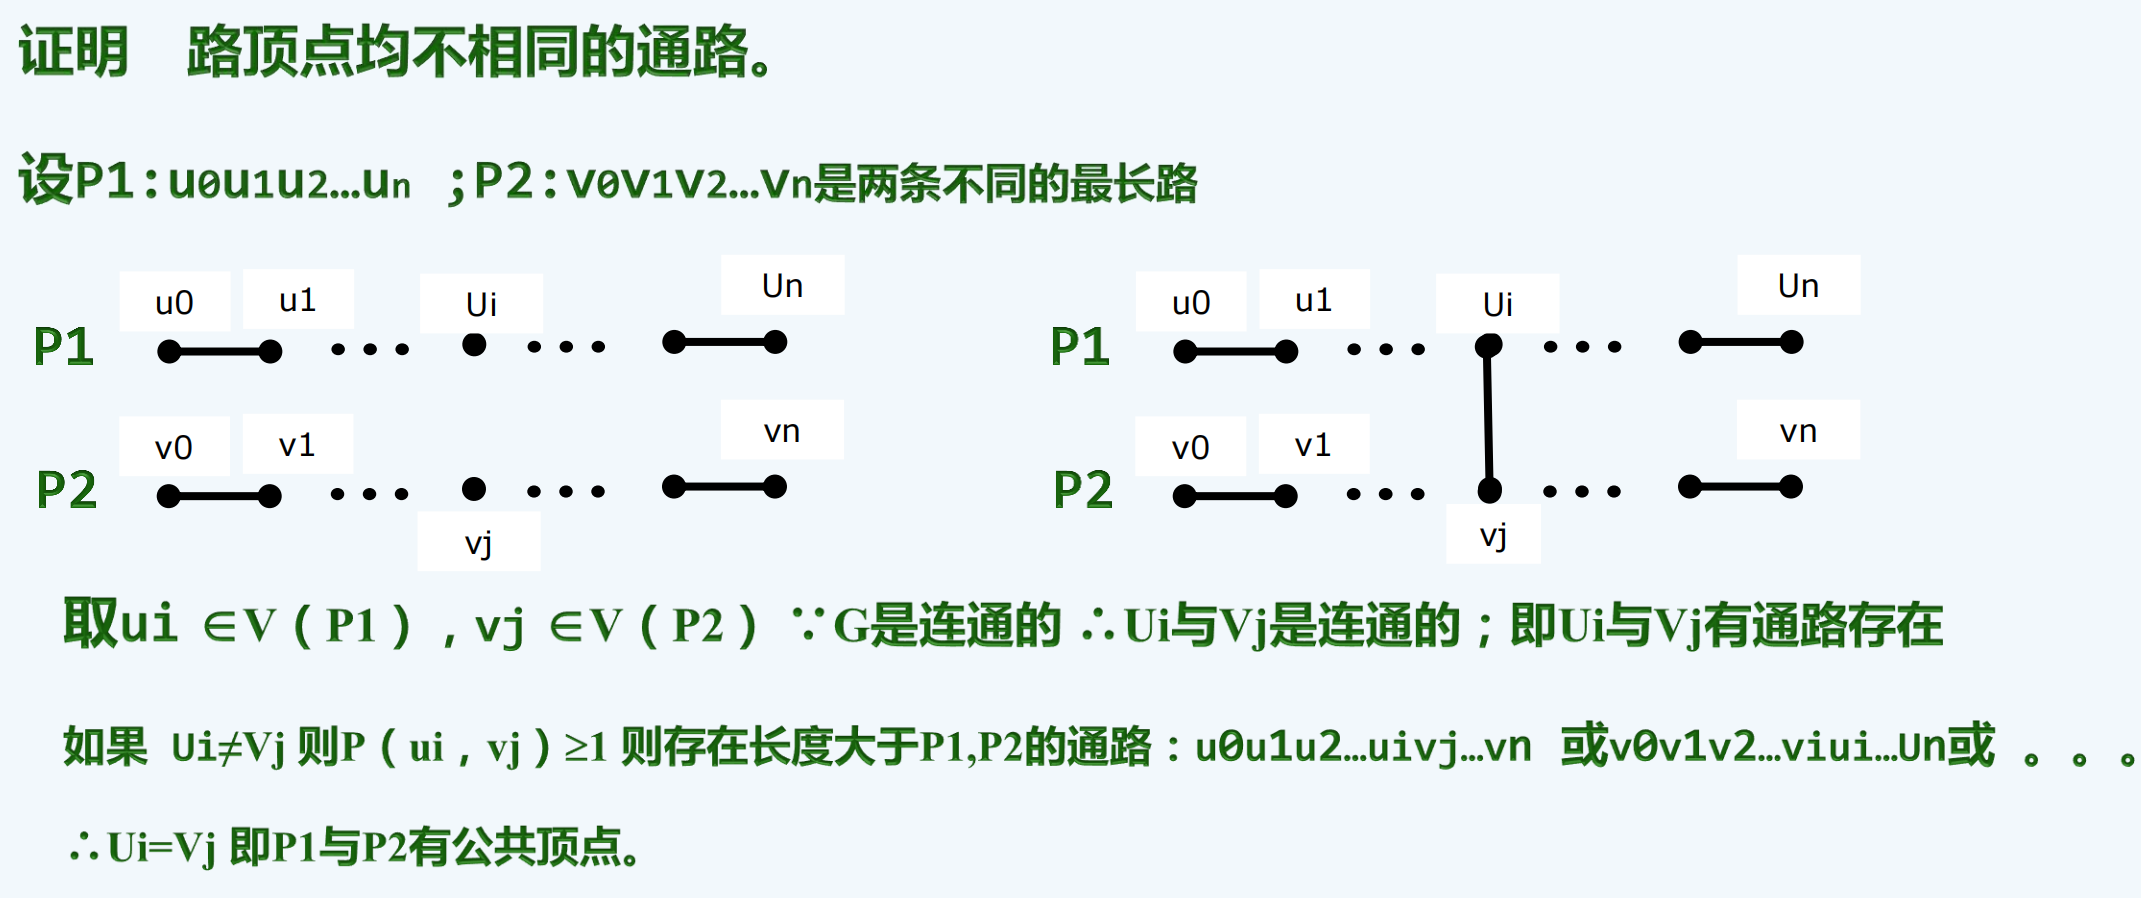 证明 路顶点均不相同的通路。
设P1:u0u1u2…un ;P2:v0v1v2…vn是两条不同的最长路
u0 u1 Ui Un
P1
v0 v1 vn
P2
vj
u0 u1 Ui Un
P1
v0 v1 vn
P2
vj
取ui ∈V(P1),vj ∈V(P2) ∵G是连通的 ∴Ui与Vj是连通的;即Ui与Vj有通路存在
如果 Ui≠Vj 则P(ui,vj)≥1 则存在长度大于P1,P2的通路:u0u1u2…uivj…vn 或v0v1v2…viui…Un或 。。。
∴Ui=Vj 即P1与P2有公共顶点。